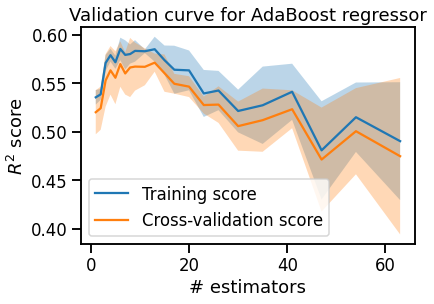 Validation curve for AdaBoost regressor
0.60
0.55
0.50
0.45
0.40
R² score
Training score
Cross-validation score
0 20 40 60
# estimators